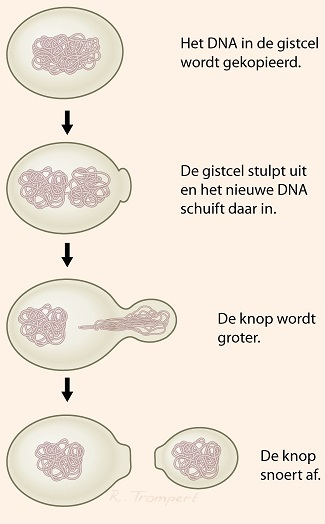 Het DNA in de gistcel
wordt gekopieerd.
De gistcel stulpt uit
en het nieuwe DNA
schuift daar in.
De knop wordt
groter.
De knop
snoert af.
R. Trompert